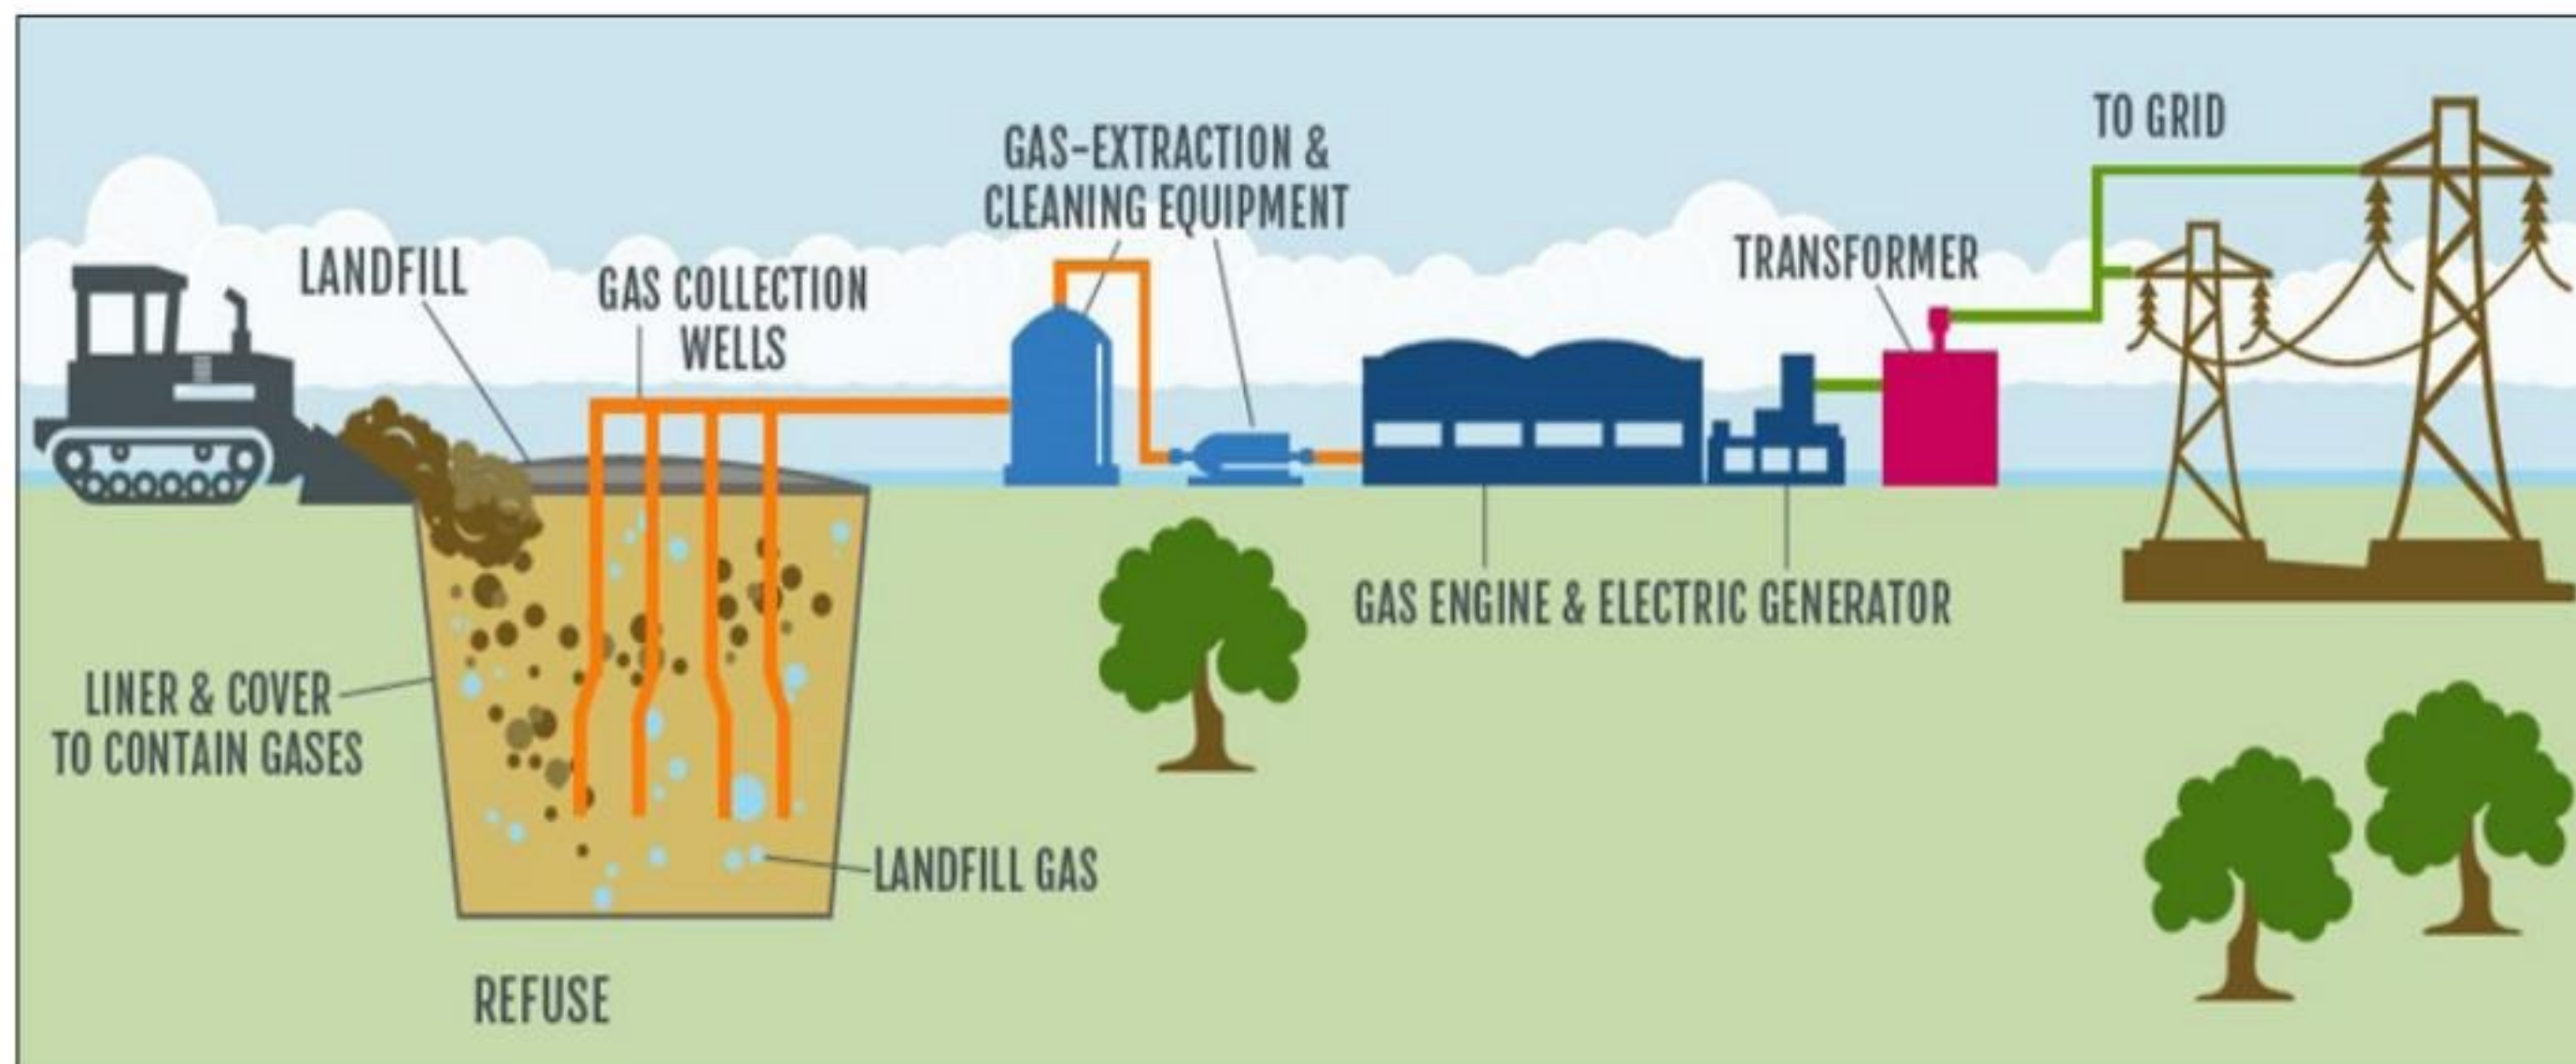 TO GRID
GAS-EXTRACTION &
CLEANING EQUIPMENT
LANDFILL
GAS COLLECTION
WELLS
TRANSFORMER
GAS ENGINE & ELECTRIC GENERATOR
LINER & COVER
TO CONTAIN GASES
LANDFILL GAS
REFUSE